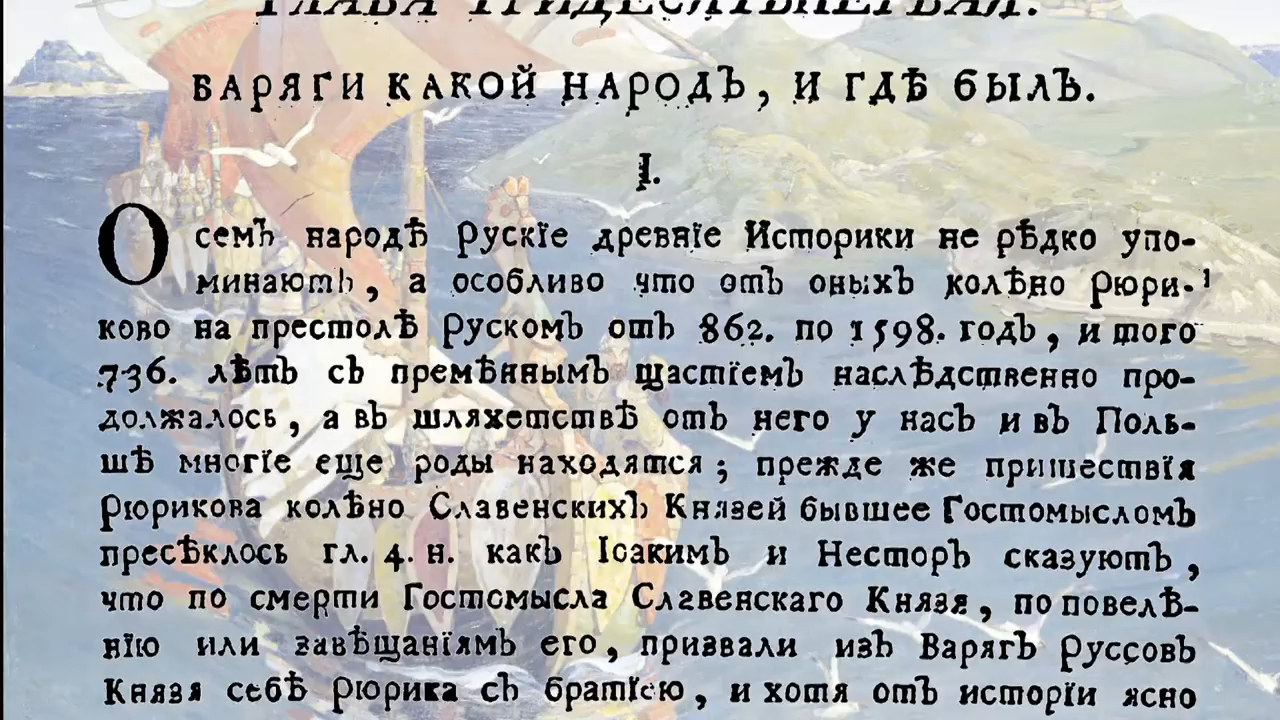 ГЛАВА ТРИДЕСЯТЬПЕРВАЯ.
ВАРЯГИ КАКОЙ НАРОДЪ, И ГДѢ БЫЛЪ.
I.
О семъ народѣ Рускїе древнїе Историки не рѣдко упо-
минаютъ, а особливо что отъ оныхъ колѣно Рюри-¹
ково на престолѣ Рускомъ отъ 862. по 1598. годъ, и того
736. лѣтъ съ премѣннымъ щастїемъ наслѣдственно про-
должалось, а въ шляхетствѣ отъ него у насъ и въ Поль-
шѣ многїе еще роды находятся; прежде же пришествїя
Рюрикова колѣно Славенскихъ Князей бывшее Гостомысломъ
пресѣклось гл. 4. н. какъ Іоакимъ и Несторъ сказуютъ,
что по смерти Гостомысла Славенскаго Князя, по повелѣ-
нїю или завѣщанїямъ его, призвали изъ Варягъ Руссовъ
Князя себѣ Рюрика съ братїею, и хотя отъ исторїи ясно